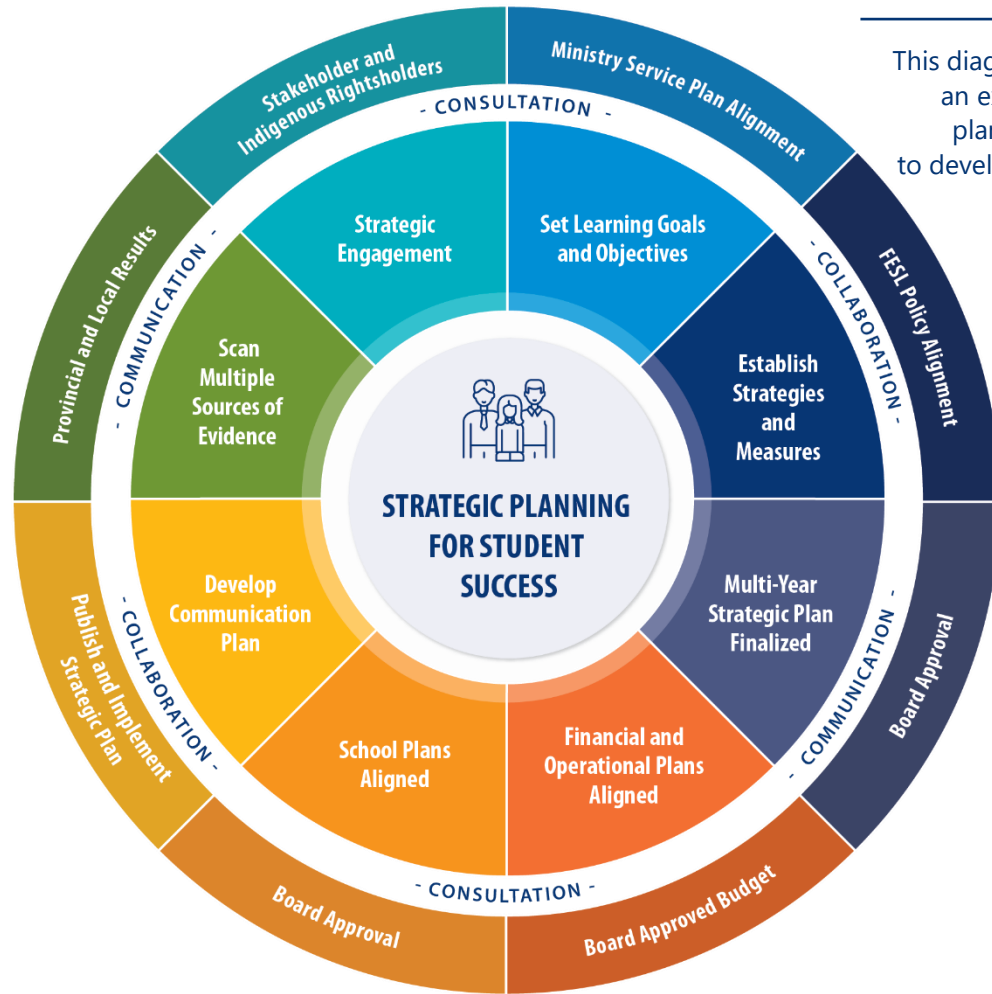 This diag
an ex
plan
to devel
Stakeholder and
Indigenous Rightsholders
Ministry Service Plan Alignment
FESL Policy Alignment
Board Approval
Board Approved Budget
Board Approval
Publish and Implement
Strategic Plan
Provincial and Local Results
- CONSULTATION -
- COLLABORATION -
- COMMUNICATION -
- CONSULTATION -
- COLLABORATION -
- COMMUNICATION -
Strategic
Engagement
Set Learning Goals
and Objectives
Establish
Strategies
and
Measures
Multi-Year
Strategic Plan
Finalized
Financial and
Operational Plans
Aligned
School Plans
Aligned
Develop
Communication
Plan
Scan
Multiple
Sources of
Evidence
STRATEGIC PLANNING
FOR STUDENT
SUCCESS